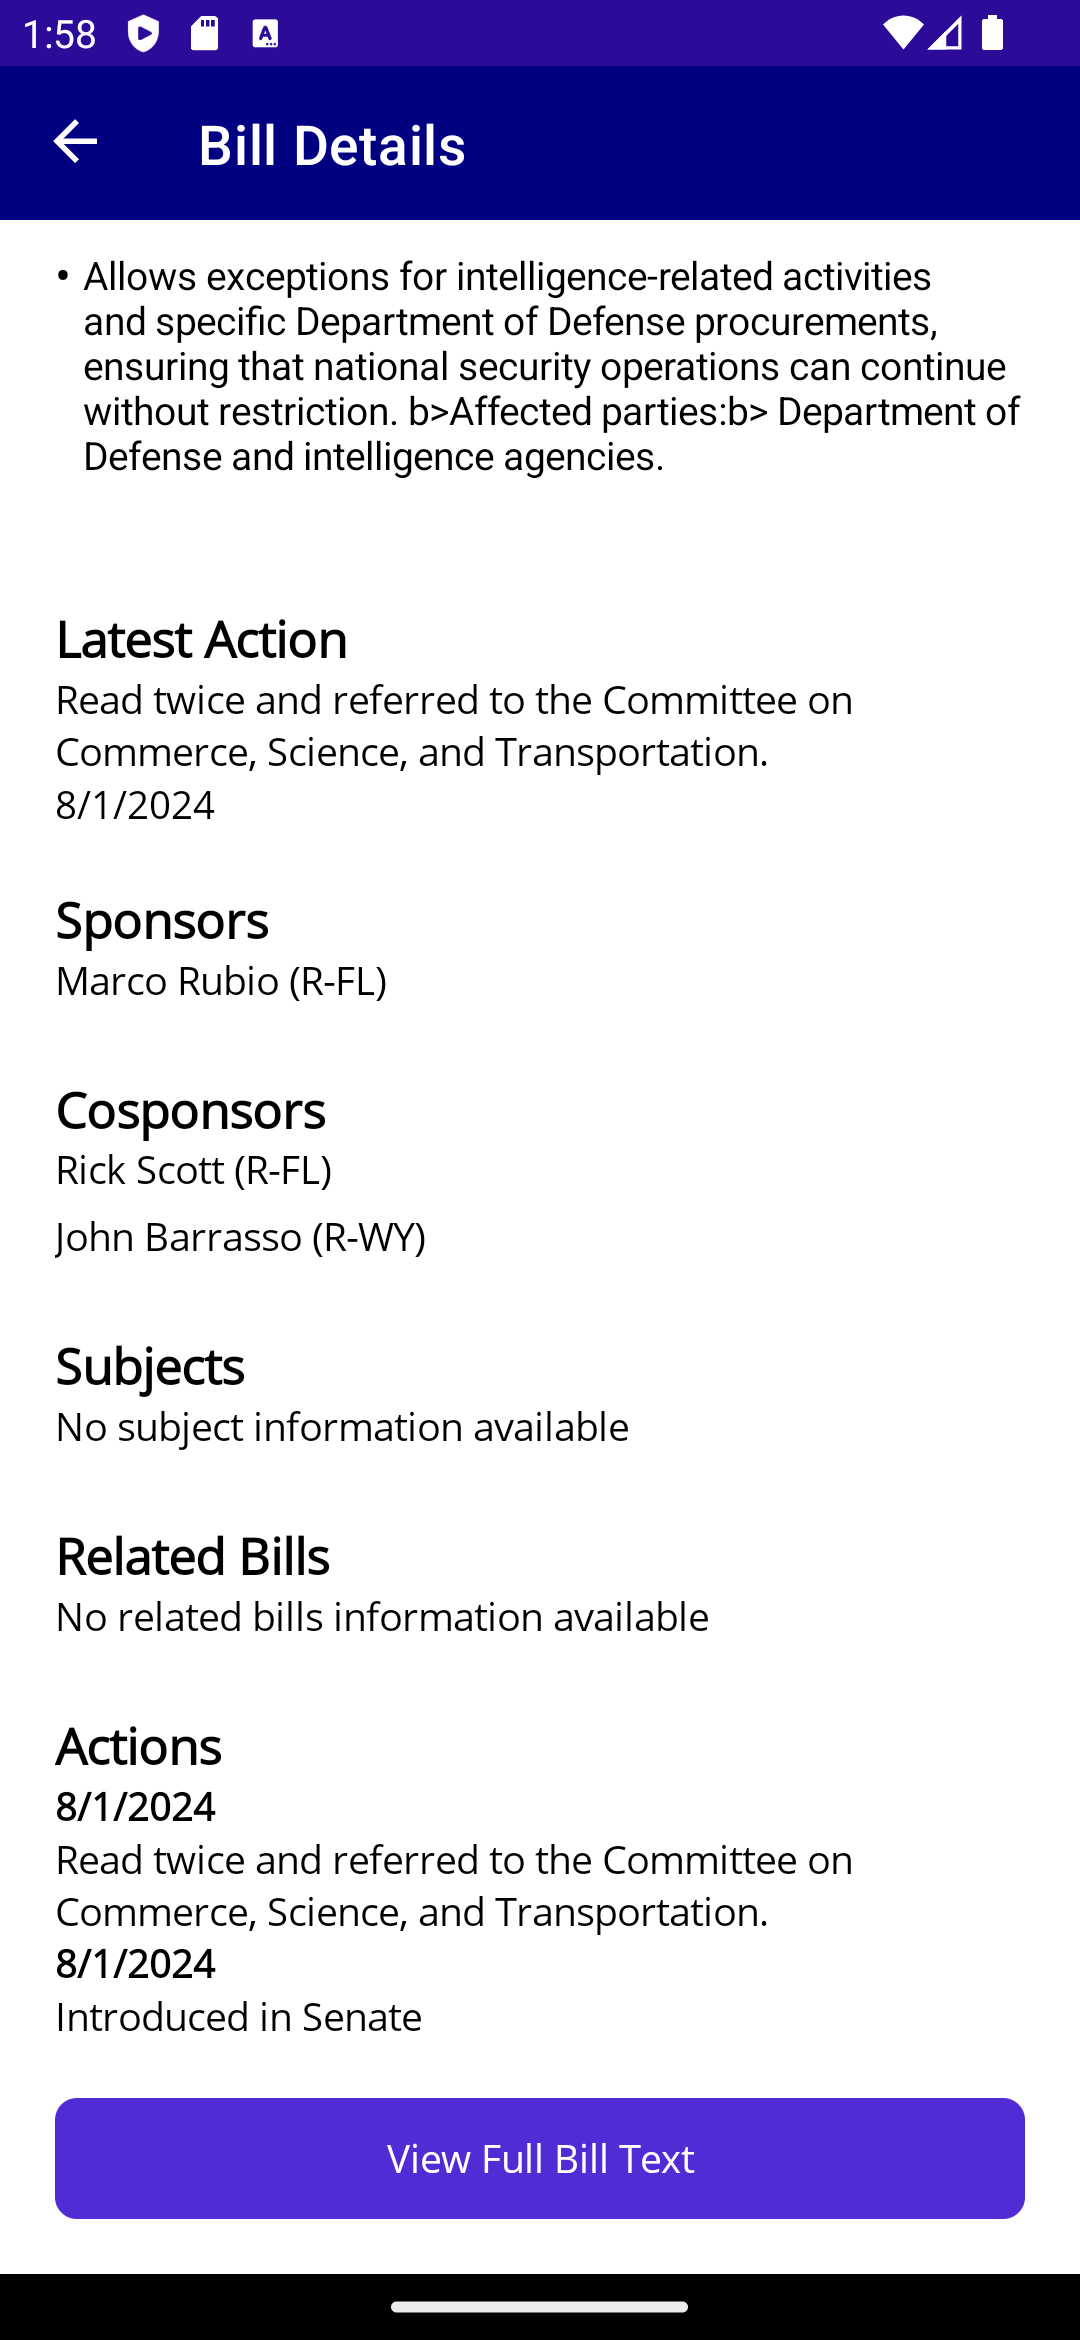 1:58
Bill Details
• Allows exceptions for intelligence-related activities
and specific Department of Defense procurements,
ensuring that national security operations can continue
without restriction. b>Affected parties:b> Department of
Defense and intelligence agencies.
Latest Action
Read twice and referred to the Committee on
Commerce, Science, and Transportation.
8/1/2024
Sponsors
Marco Rubio (R-FL)
Cosponsors
Rick Scott (R-FL)
John Barrasso (R-WY)
Subjects
No subject information available
Related Bills
No related bills information available
Actions
8/1/2024
Read twice and referred to the Committee on
Commerce, Science, and Transportation.
8/1/2024
Introduced in Senate
View Full Bill Text